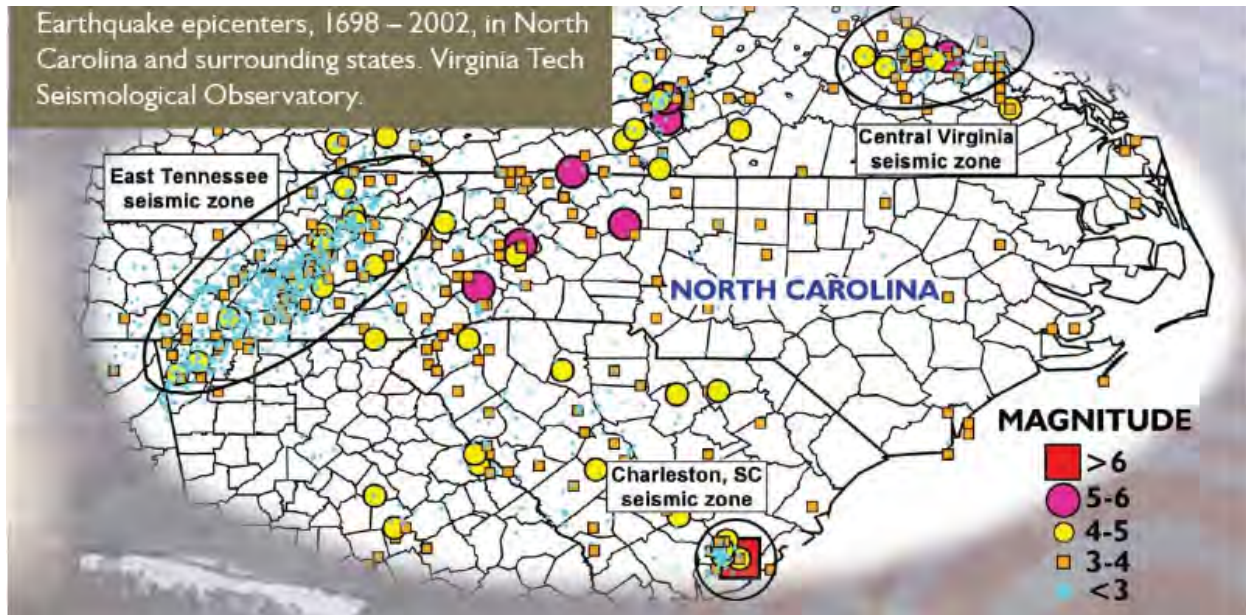 Earthquake epicenters, 1698 – 2002, in North
Carolina and surrounding states. Virginia Tech
Seismological Observatory.
Central Virginia
seismic zone
East Tennessee
seismic zone
NORTH CAROLINA
Charleston, SC
seismic zone
MAGNITUDE
>6
5-6
4-5
3-4
<3